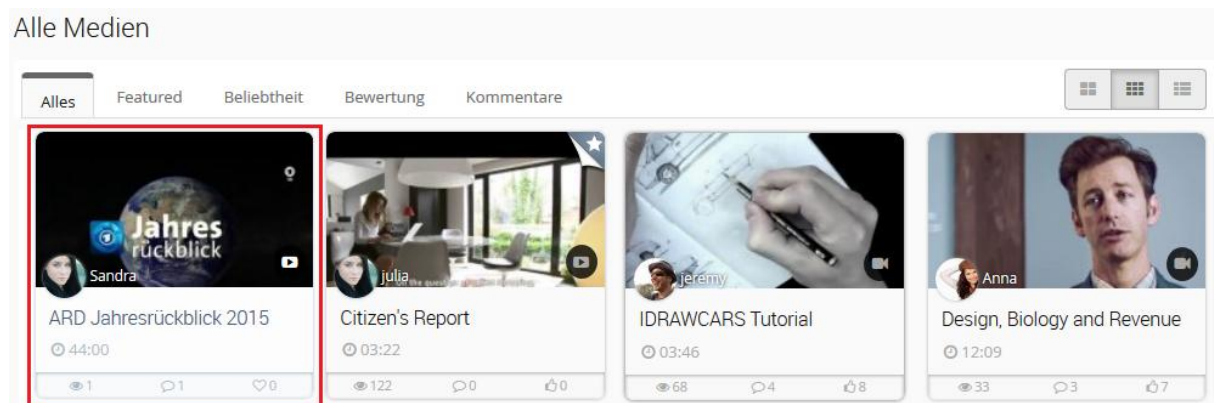 Alle Medien
Alles Featured Beliebtheit Bewertung Kommentare
Jahres
rückblick
Sandra
ARD Jahresrückblick 2015
44:00
1 1 0
julia
Citizen's Report
03:22
122 0 0
jeremy
IDRAWCARS Tutorial
03:46
68 4 8
Anna
Design, Biology and Revenue
12:09
33 3 7